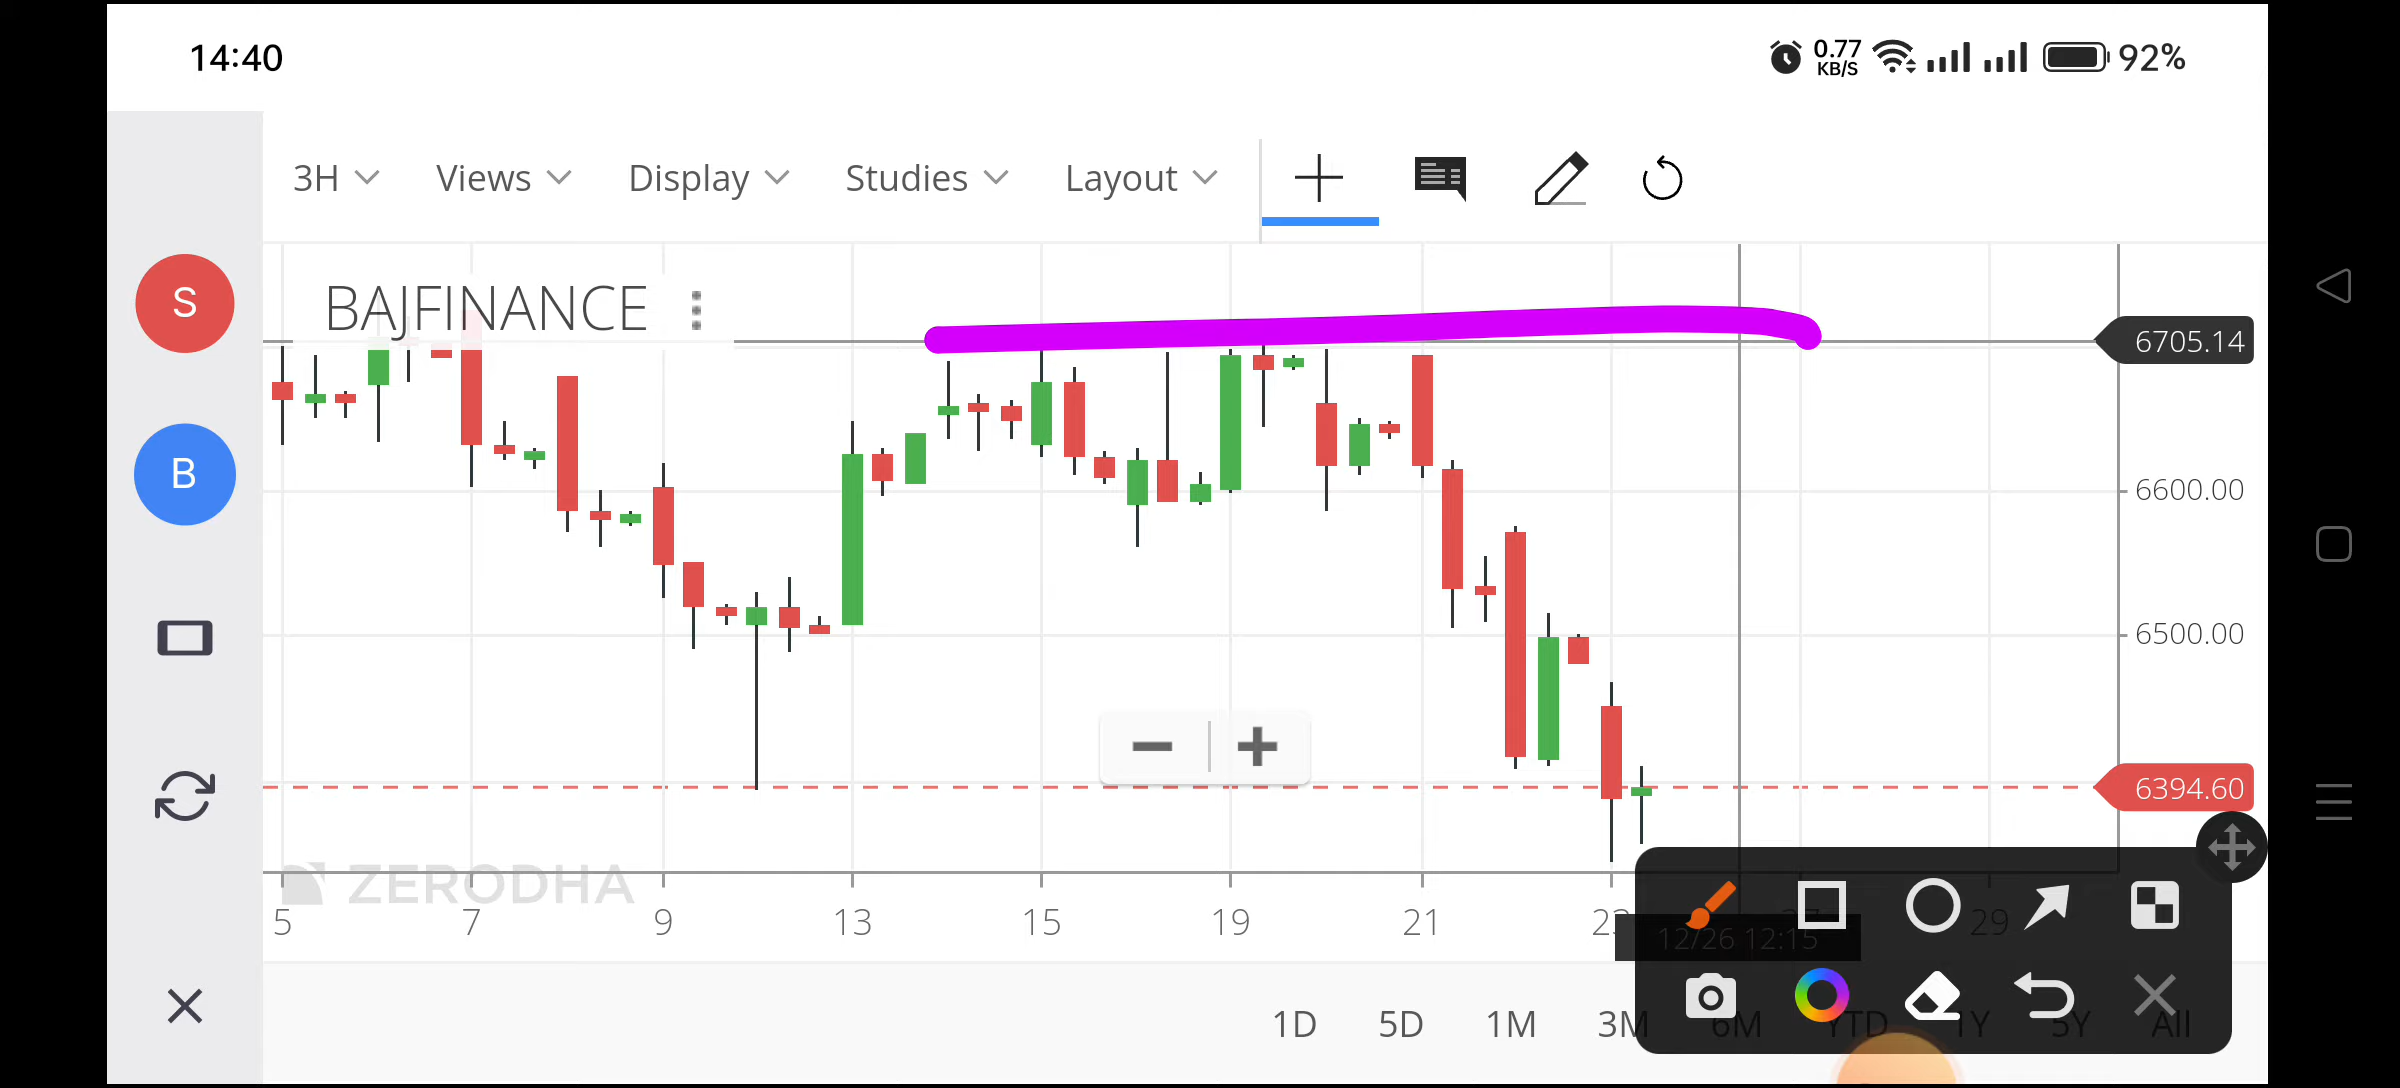 14:40
0.77 KB/S 92%
3H Views Display Studies Layout
BAJFINANCE
S
B
6705.14
6600.00
6500.00
6394.60
ZERODHA
5 7 9 13 15 19 21 23 27 29
12/26 12:15
1D 5D 1M 3M 6M YTD 1Y 5Y All